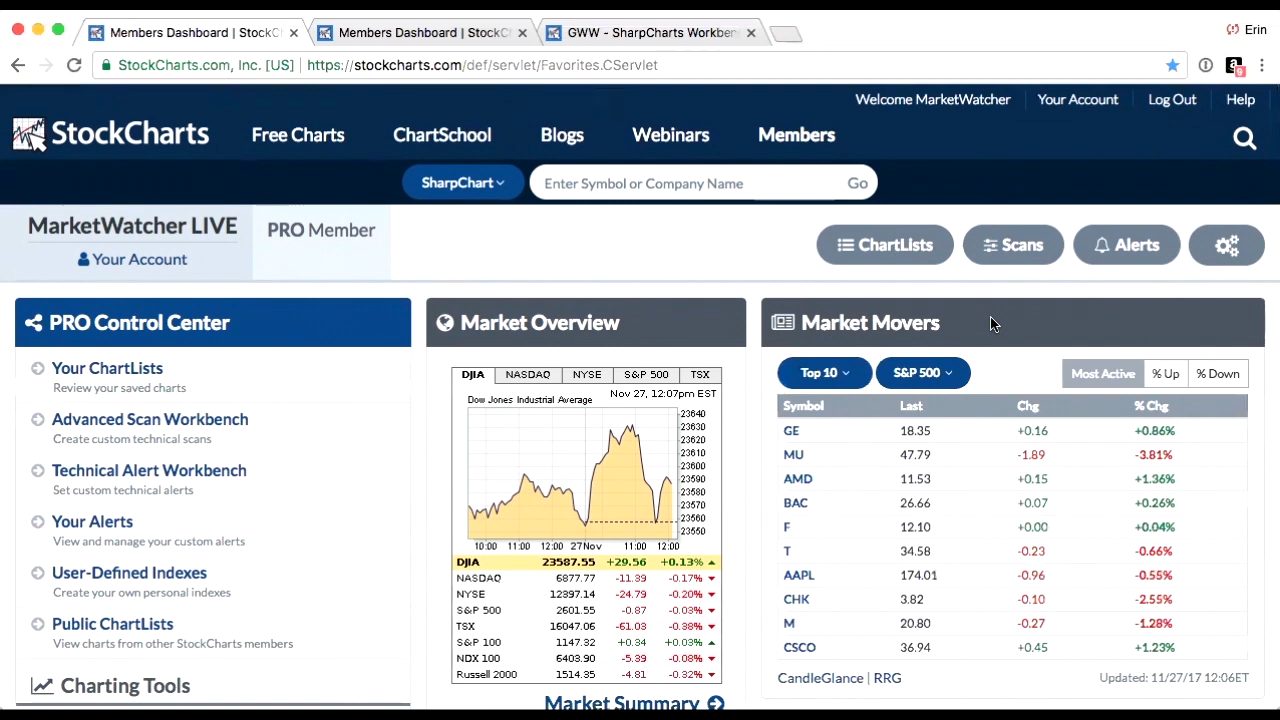 Members Dashboard | StockC
Members Dashboard | StockC
GWW - SharpCharts Workben
Erin
StockCharts.com, Inc. [US] | https://stockcharts.com/def/servlet/Favorites.CServlet
9
Welcome MarketWatcher
Your Account
Log Out
Help
StockCharts
Free Charts
ChartSchool
Blogs
Webinars
Members
SharpChart
Enter Symbol or Company Name
Go
MarketWatcher LIVE
Your Account
PRO Member
ChartLists
Scans
Alerts
PRO Control Center
Your ChartLists
Review your saved charts
Advanced Scan Workbench
Create custom technical scans
Technical Alert Workbench
Set custom technical alerts
Your Alerts
View and manage your custom alerts
User-Defined Indexes
Create your own personal indexes
Public ChartLists
View charts from other StockCharts members
Charting Tools
Market Overview
DJIA NASDAQ NYSE S&P 500 TSX
Nov 27, 12:07pm EST
Dow Jones Industrial Average
23640
23630
23620
23610
23600
23590
23580
23570
23560
23550
10:00 11:00 12:00 27Nov 11:00 12:00
DJIA 23587.55 +29.56 +0.13%
NASDAQ 6877.77 -11.39 -0.17%
NYSE 12397.14 -24.79 -0.20%
S&P 500 2601.55 -0.87 -0.03%
TSX 16047.06 -61.03 -0.38%
S&P 100 1147.32 +0.34 +0.03%
NDX 100 6403.90 -5.39 -0.08%
Russell 2000 1514.35 -4.81 -0.32%
Market Summary
Market Movers
Top 10
S&P 500
Most Active % Up % Down
Symbol Last Chg % Chg
GE 18.35 +0.16 +0.86%
MU 47.79 -1.89 -3.81%
AMD 11.53 +0.15 +1.36%
BAC 26.66 +0.07 +0.26%
F 12.10 +0.00 +0.04%
T 34.58 -0.23 -0.66%
AAPL 174.01 -0.96 -0.55%
CHK 3.82 -0.10 -2.55%
M 20.80 -0.27 -1.28%
CSCO 36.94 +0.45 +1.23%
CandleGlance | RRG
Updated: 11/27/17 12:06ET